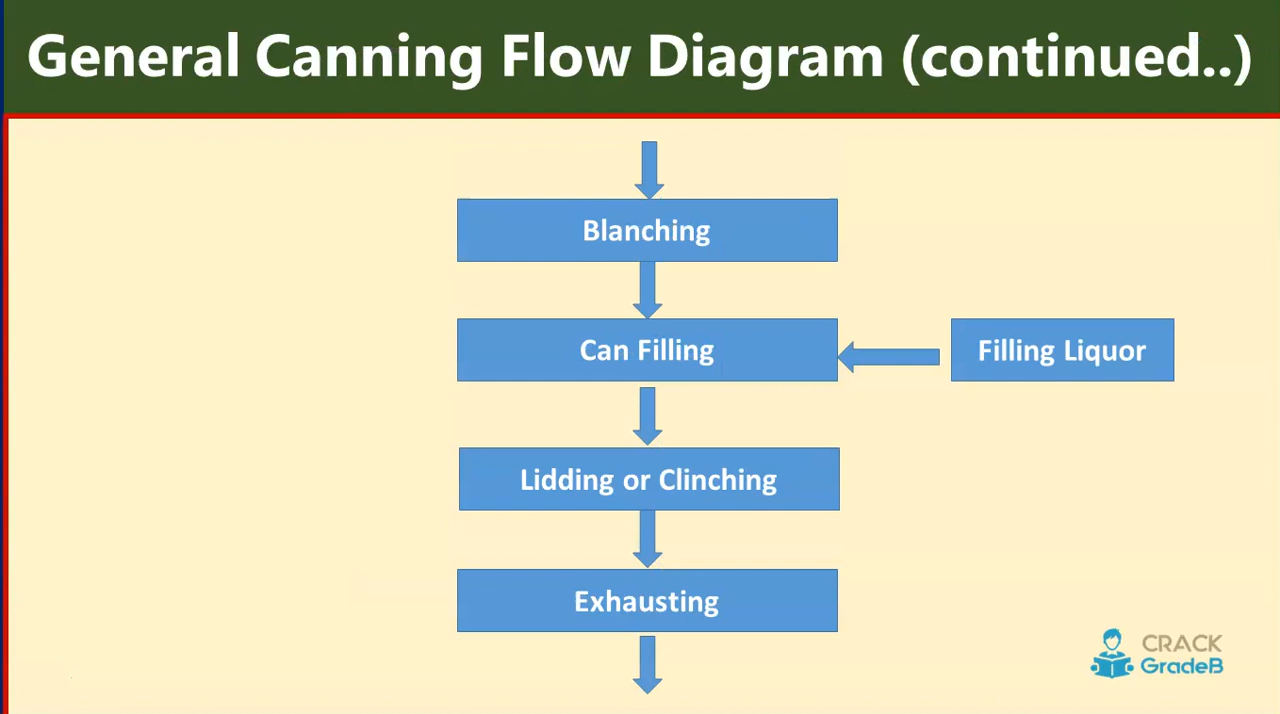 General Canning Flow Diagram (continued..)
Blanching
Can Filling
Filling Liquor
Lidding or Clinching
Exhausting
CRACK
GradeB